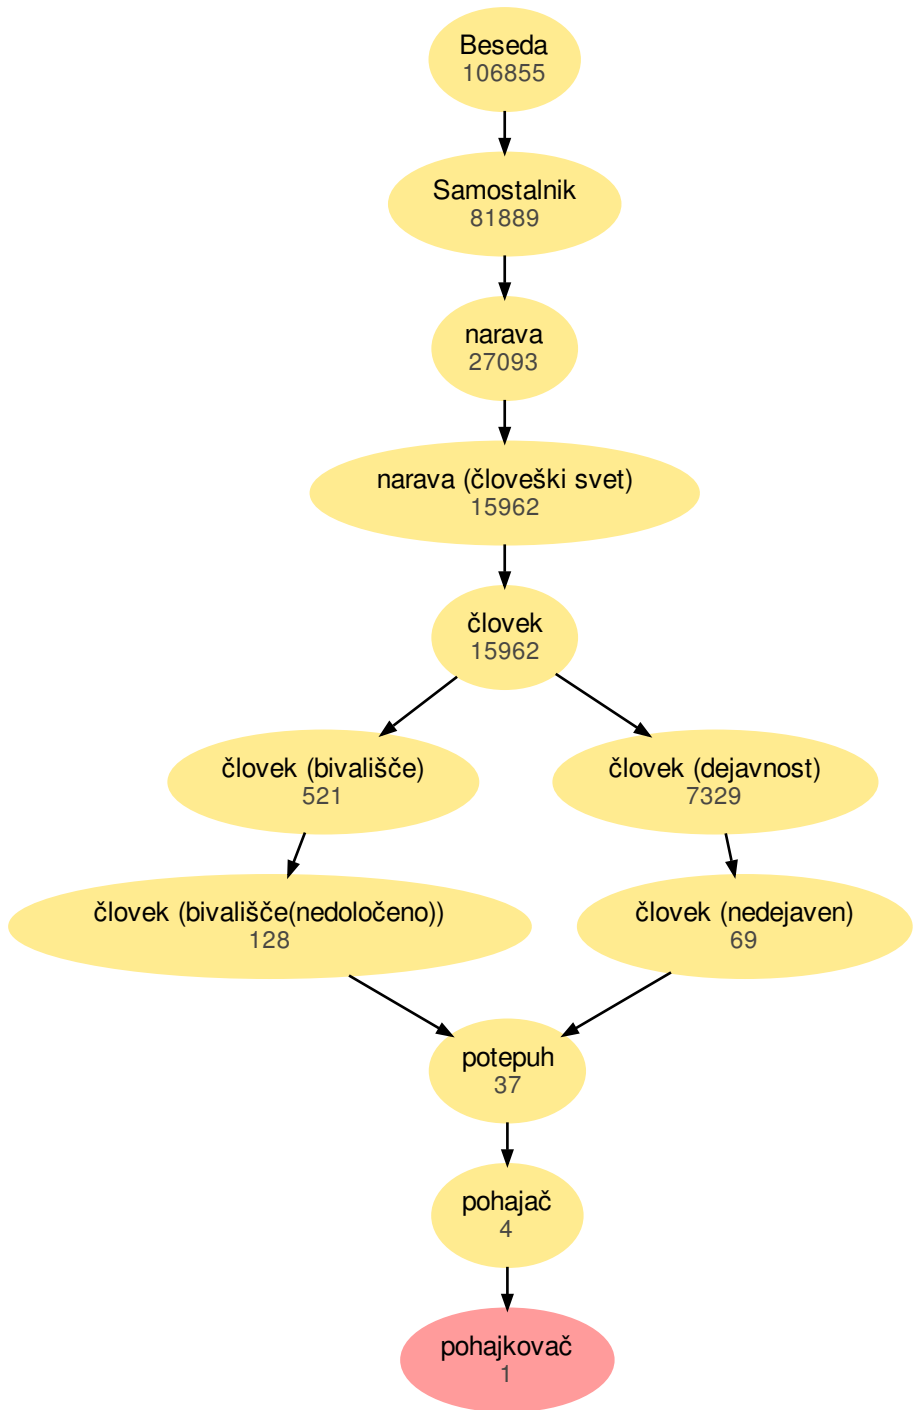 Beseda
106855
Samostalnik
81889
narava
27093
narava (človeški svet)
15962
človek
15962
človek (bivališče)
521
človek (dejavnost)
7329
človek (bivališče(nedoločeno))
128
človek (nedejaven)
69
potepuh
37
pohajač
4
pohajkovač
1